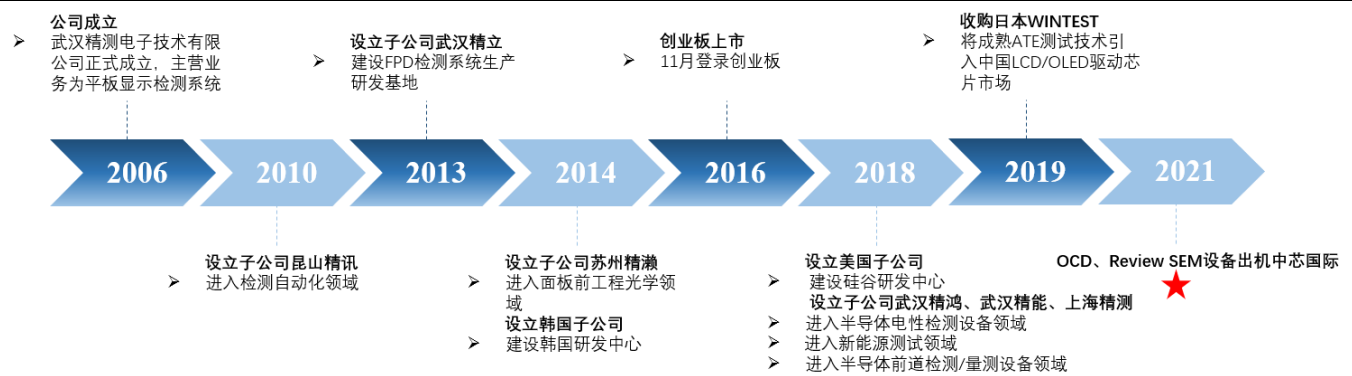 公司成立
武汉精测电子技术有限
公司正式成立，主营业
务为平板显示检测系统
设立子公司武汉精立
建设FPD检测系统生产
研发基地
创业板上市
11月登录创业板
收购日本WINTEST
将成熟ATE测试技术引
入中国LCD/OLED驱动芯
片市场
2006
2010
2013
2014
2016
2018
2019
2021
设立子公司昆山精讯
进入检测自动化领域
设立子公司苏州精濑
进入面板前工程光学领
域
设立韩国子公司
建设韩国研发中心
设立美国子公司
建设硅谷研发中心
设立子公司武汉精鸿、武汉精能、上海精测
进入半导体电性检测设备领域
进入新能源测试领域
进入半导体前道检测/量测设备领域
OCD、Review SEM设备出机中芯国际